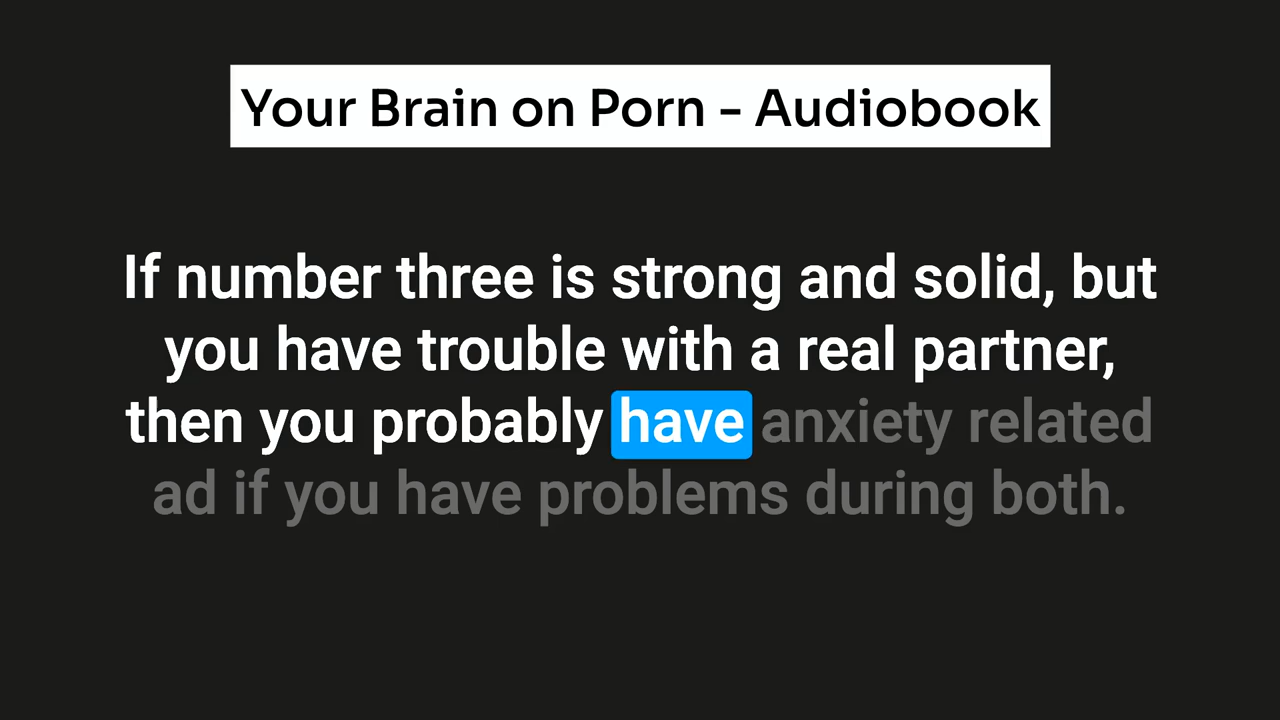 Your Brain on Porn - Audiobook
If number three is strong and solid, but
you have trouble with a real partner,
then you probably have anxiety related
ad if you have problems during both.